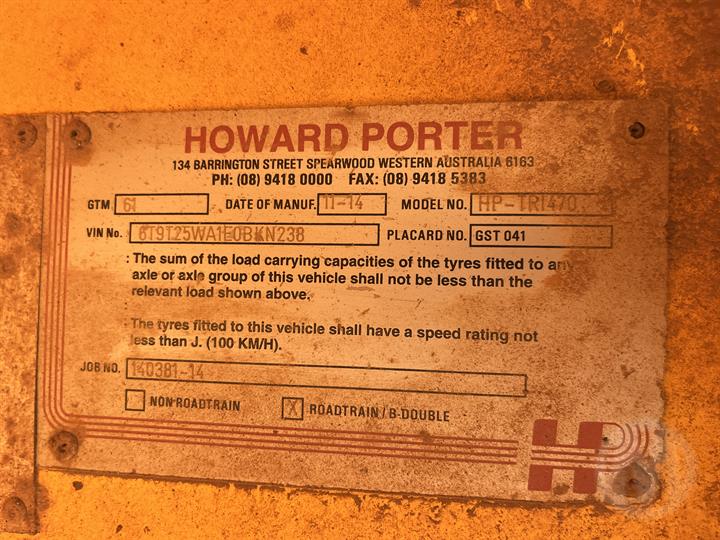 HOWARD PORTER
134 BARRINGTON STREET SPEARWOOD WESTERN AUSTRALIA 6163
PH: (08) 9418 0000 FAX: (08) 9418 5383
GTM 61 DATE OF MANUF. 11-14 MODEL NO. HP-TRI470
VIN No. 6T9T25WA1E0BKN238 PLACARD NO. GST 041
: The sum of the load carrying capacities of the tyres fitted to any
axle or axle group of this vehicle shall not be less than the
relevant load shown above.
: The tyres fitted to this vehicle shall have a speed rating not
less than J. (100 KM/H).
JOB NO. 140381-14
NON ROADTRAIN X ROADTRAIN / B-DOUBLE
HP